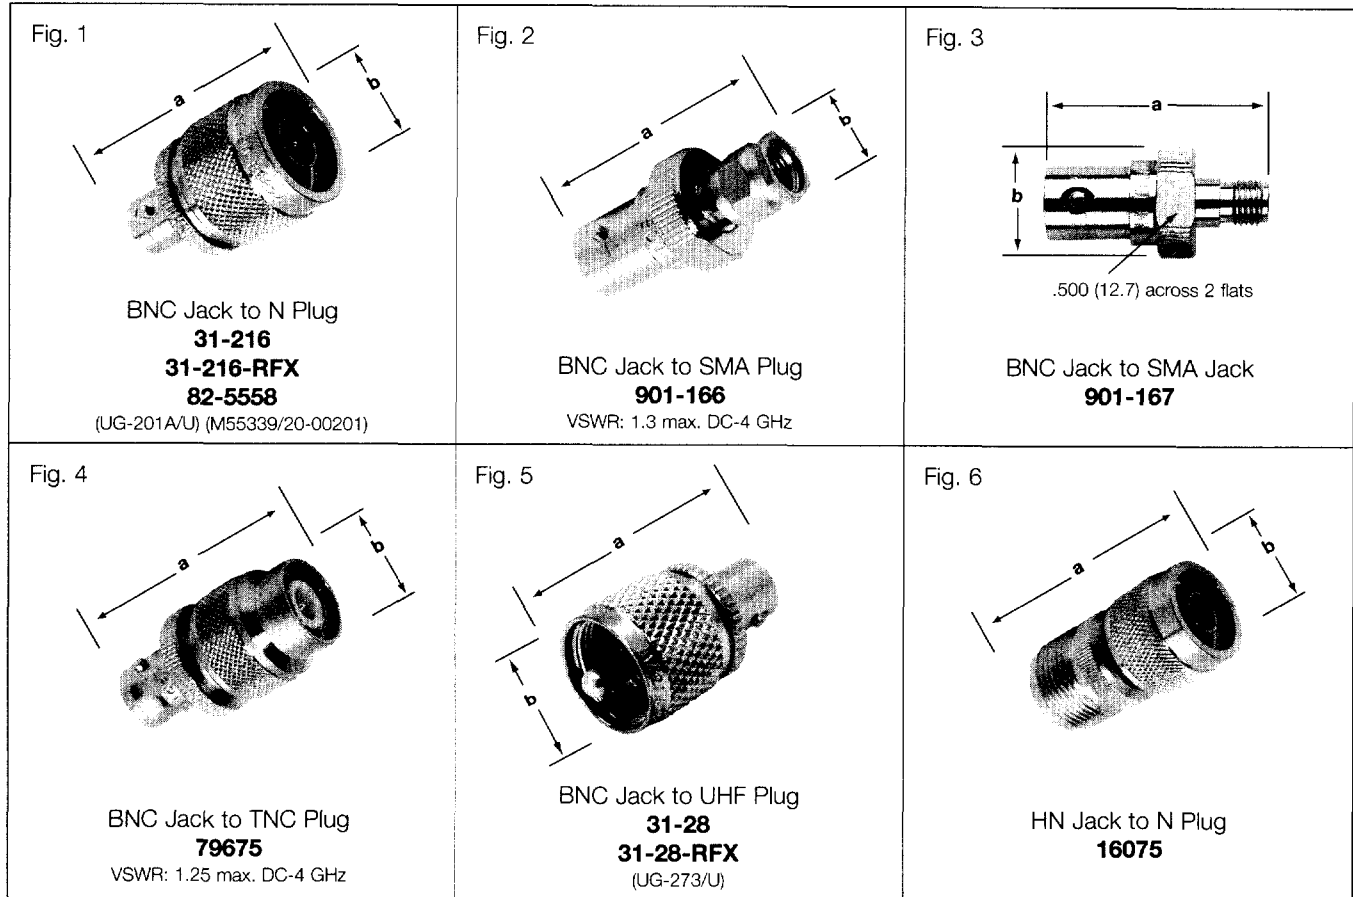 Fig. 1
a
b
BNC Jack to N Plug
31-216
31-216-RFX
82-5558
(UG-201A/U) (M55339/20-00201)
Fig. 2
a
b
BNC Jack to SMA Plug
901-166
VSWR: 1.3 max. DC-4 GHz
Fig. 3
a
b
.500 (12.7) across 2 flats
BNC Jack to SMA Jack
901-167
Fig. 4
a
b
BNC Jack to TNC Plug
79675
VSWR: 1.25 max. DC-4 GHz
Fig. 5
a
b
BNC Jack to UHF Plug
31-28
31-28-RFX
(UG-273/U)
Fig. 6
a
b
HN Jack to N Plug
16075